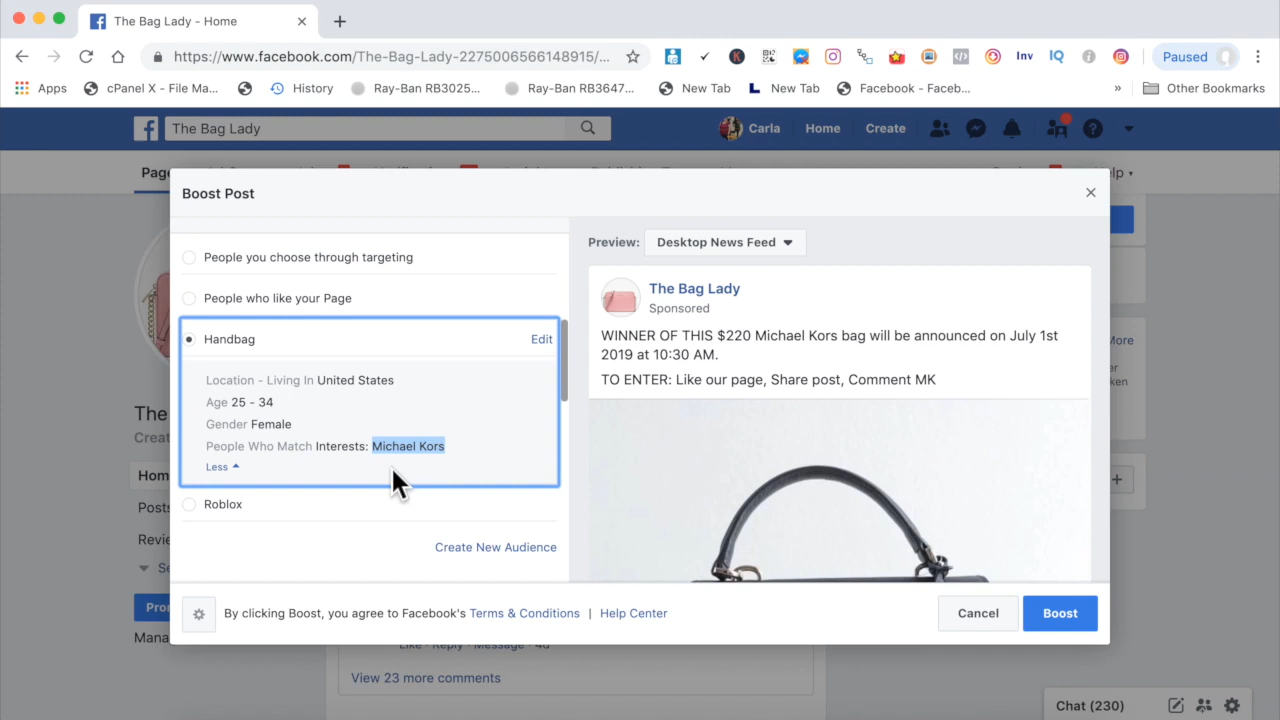 The Bag Lady - Home
https://www.facebook.com/The-Bag-Lady-2275006566148915/...
Inv
IQ
Paused
Apps
cPanel X - File Ma...
History
Ray-Ban RB3025...
Ray-Ban RB3647...
New Tab
New Tab
Facebook - Faceb...
»
Other Bookmarks
The Bag Lady
Carla
Home
Create
Boost Post
People you choose through targeting
People who like your Page
Handbag
Edit
Location - Living In United States
Age 25 - 34
Gender Female
People Who Match Interests: Michael Kors
Less
Roblox
Create New Audience
Preview:
Desktop News Feed
The Bag Lady
Sponsored
WINNER OF THIS $220 Michael Kors bag will be announced on July 1st
2019 at 10:30 AM.
TO ENTER: Like our page, Share post, Comment MK
By clicking Boost, you agree to Facebook's Terms & Conditions | Help Center
Cancel
Boost
Like · Reply · Message · 4d
View 23 more comments
Chat (230)